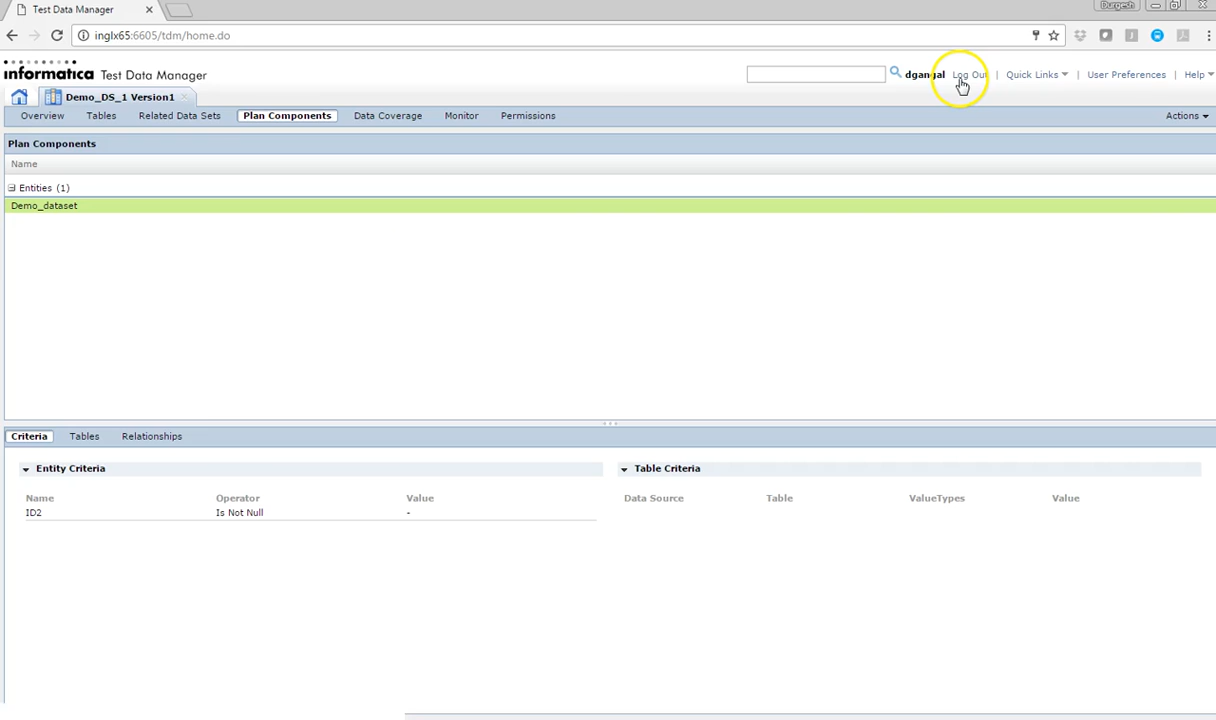 Test Data Manager
Durgesh
inglx65:6605/tdm/home.do
informatica Test Data Manager
dgangal Log Out | Quick Links | User Preferences | Help
Demo_DS_1 Version1
Overview Tables Related Data Sets Plan Components Data Coverage Monitor Permissions Actions
Plan Components
Name
Entities (1)
Demo_dataset
Criteria Tables Relationships
Entity Criteria Table Criteria
Name Operator Value Data Source Table ValueTypes Value
ID2 Is Not Null -